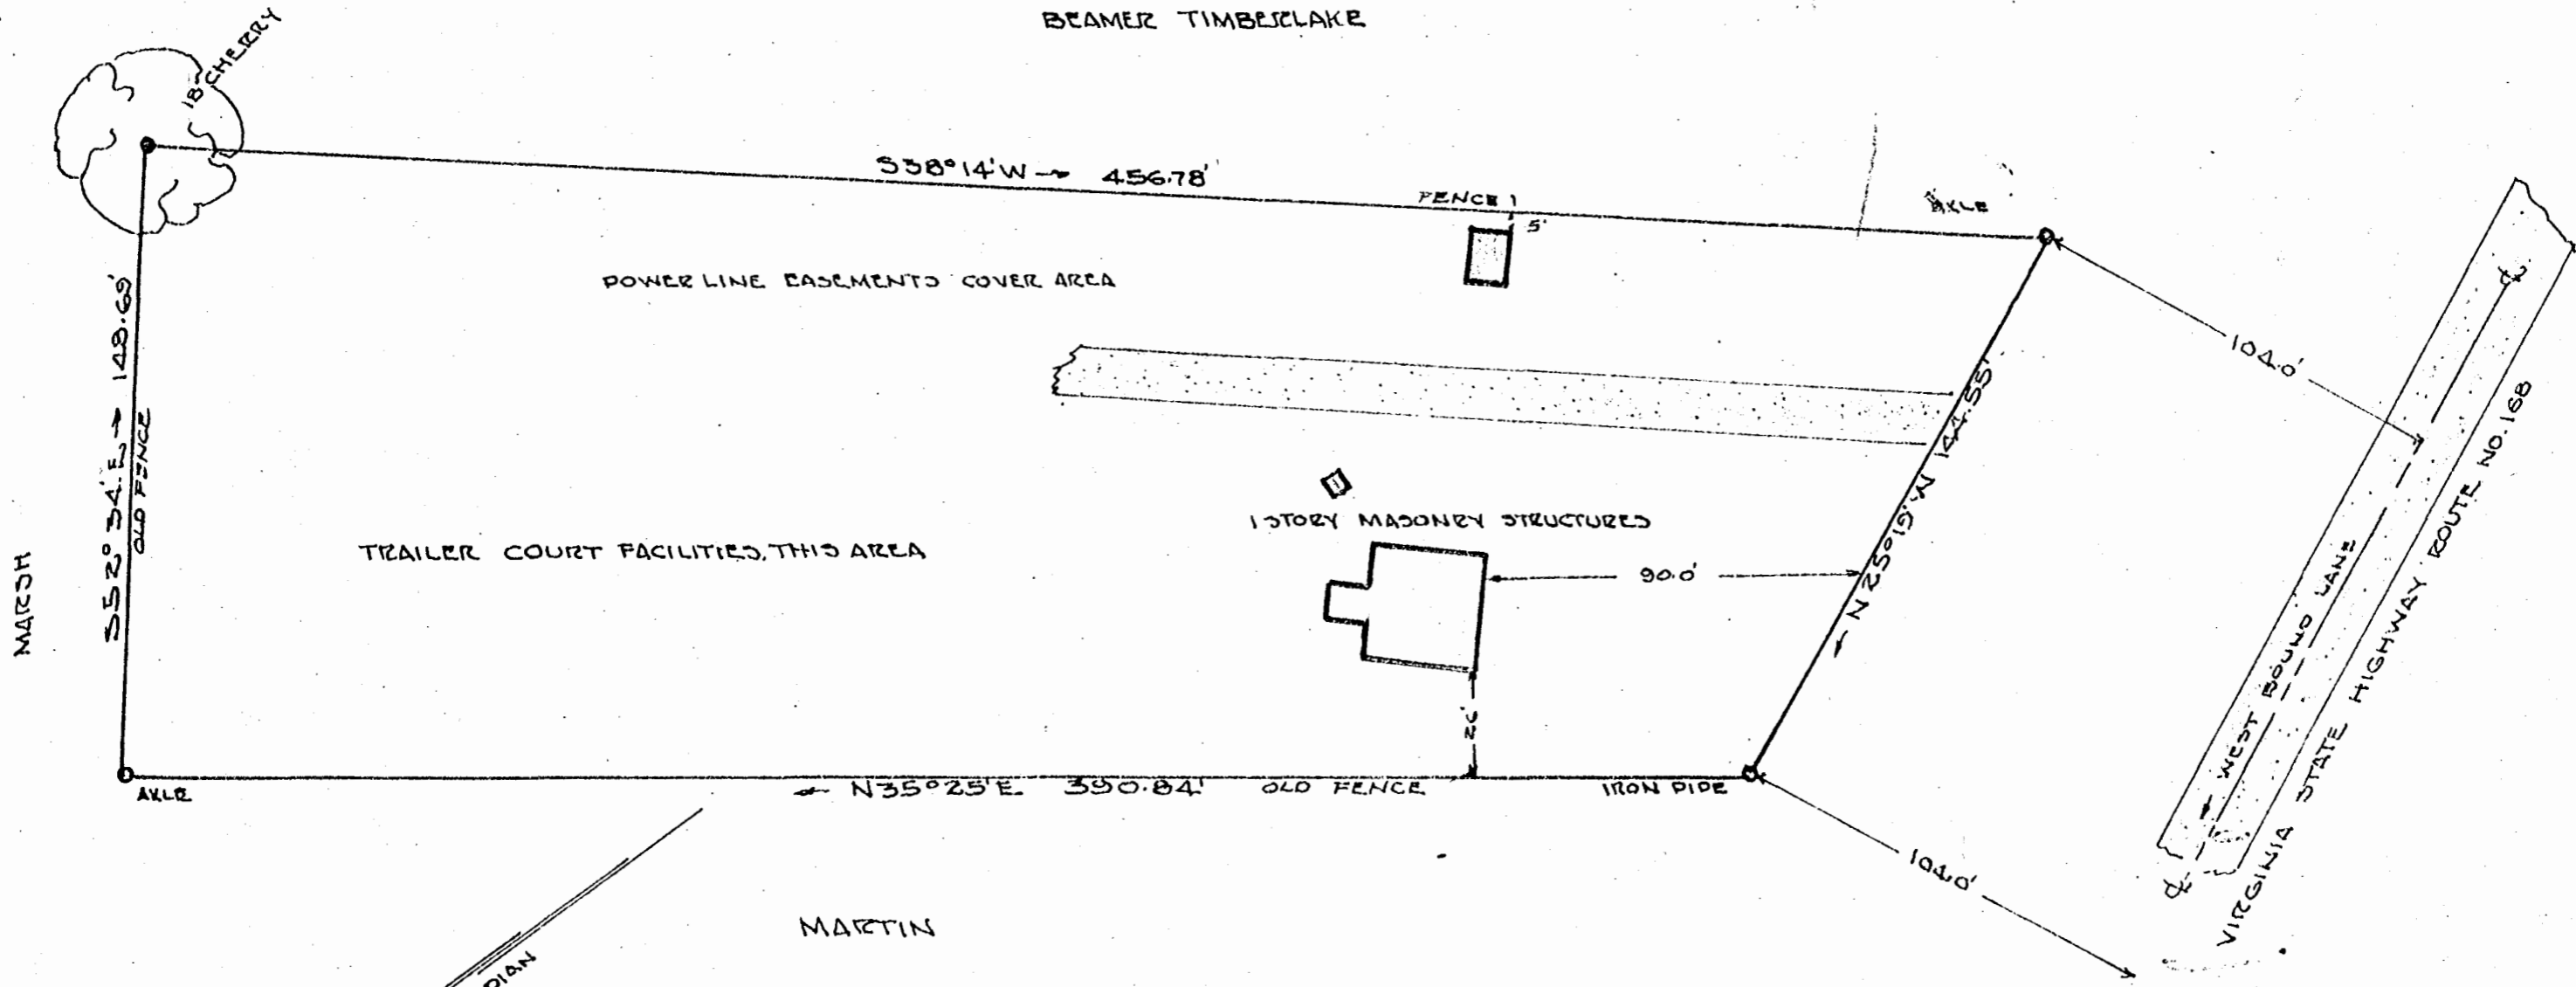 BEAMER TIMBERLAKE
18" CHERRY
S38°14'W → 456.78'
FENCE
5'
AXLE
POWER LINE EASEMENTS COVER AREA
104.0'
S52°34'E → 148.69'
OLD FENCE
← N25°19'W 144.55'
1 STORY MASONRY STRUCTURES
TRAILER COURT FACILITIES, THIS AREA
90.0'
MARSH
26'
← WEST BOUND LANE
VIRGINIA STATE HIGHWAY ROUTE NO. 168
AXLE
← N35°25'E 390.84' OLD FENCE
IRON PIPE
104.0'
MARTIN
DIAN